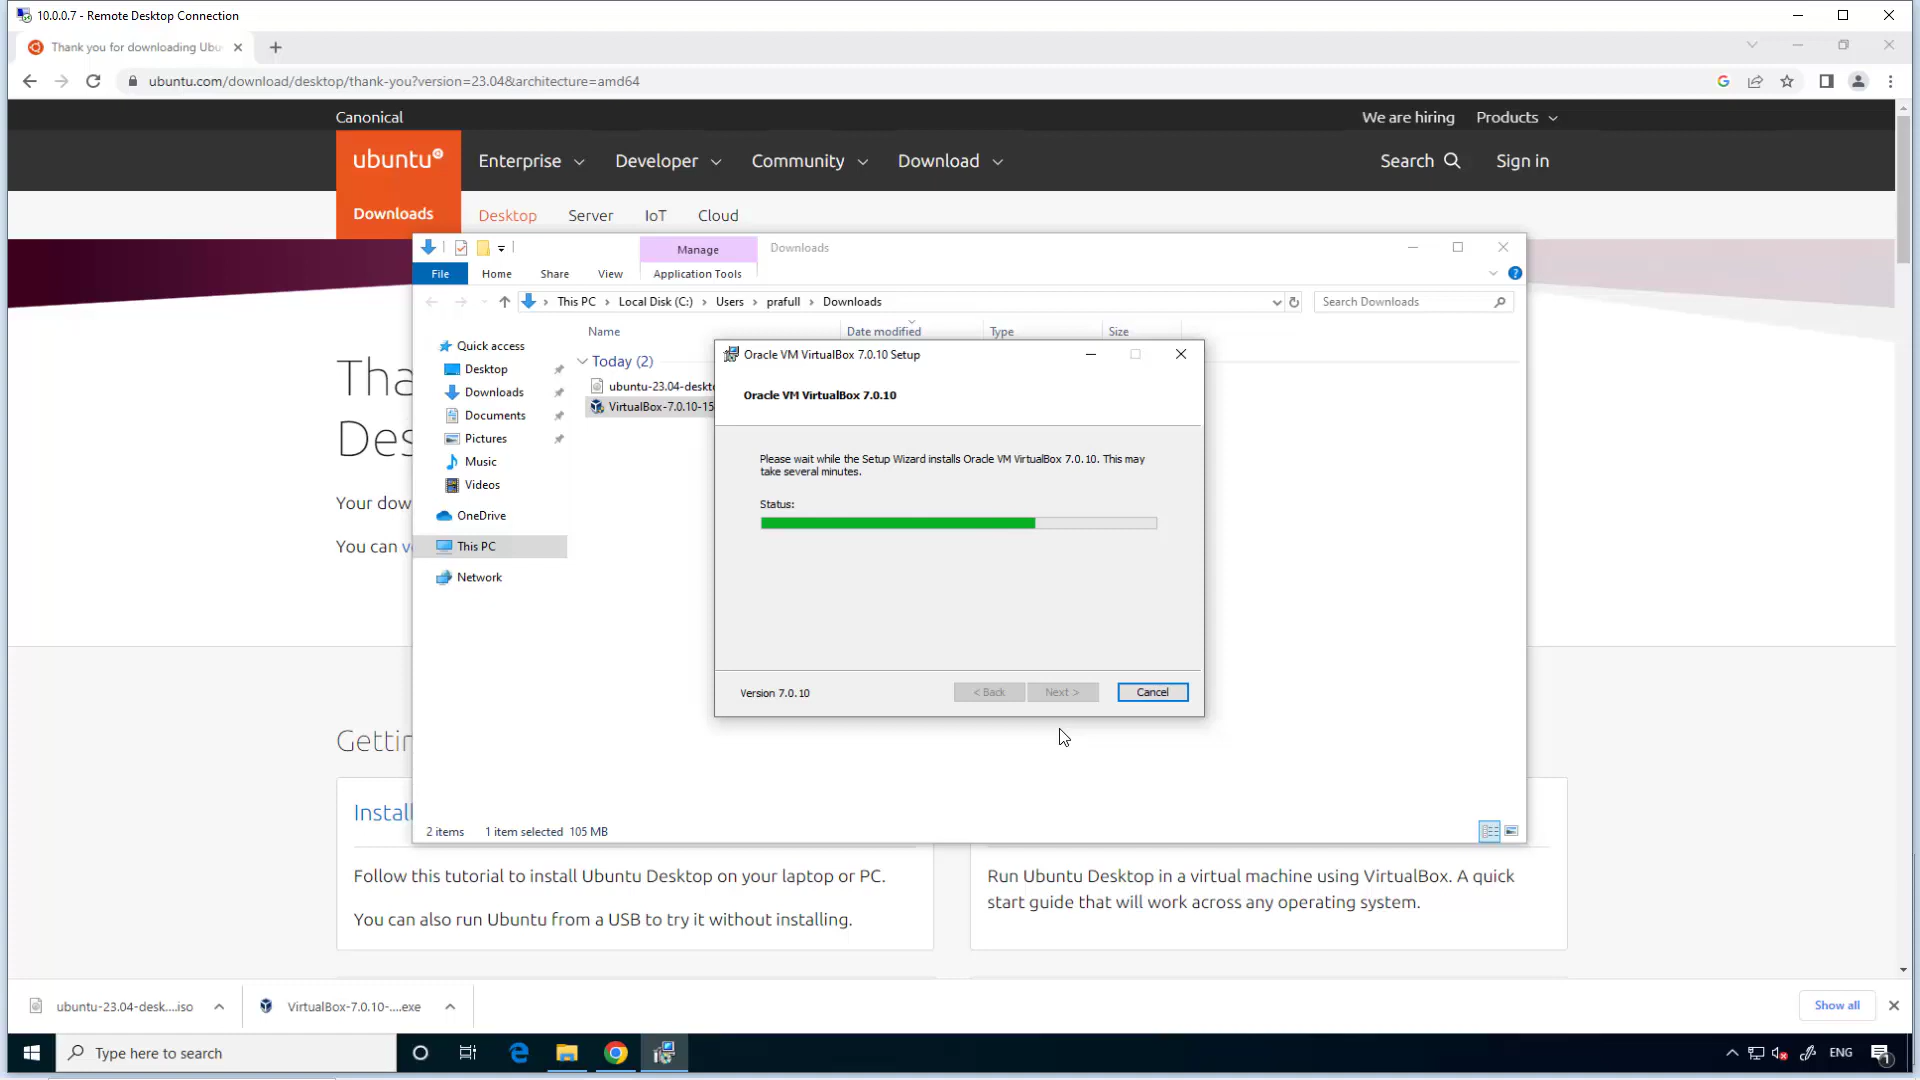 10.0.0.7 - Remote Desktop Connection
Thank you for downloading Ubu
ubuntu.com/download/desktop/thank-you?version=23.04&architecture=amd64
Canonical
We are hiring
Products
ubuntu
Enterprise
Developer
Community
Download
Search
Sign in
Downloads
Desktop
Server
IoT
Cloud
Manage
Downloads
File
Home
Share
View
Application Tools
This PC
Local Disk (C:)
Users
prafull
Downloads
Search Downloads
Name
Date modified
Type
Size
Quick access
Desktop
Downloads
Documents
Pictures
Music
Videos
OneDrive
This PC
Network
Today (2)
ubuntu-23.04-deskto
VirtualBox-7.0.10-15
Oracle VM VirtualBox 7.0.10 Setup
Oracle VM VirtualBox 7.0.10
Please wait while the Setup Wizard installs Oracle VM VirtualBox 7.0.10. This may
take several minutes.
Status:
Version 7.0.10
< Back
Next >
Cancel
Tha
Des
Your dow
You can v
Gettin
2 items
1 item selected 105 MB
Install
Follow this tutorial to install Ubuntu Desktop on your laptop or PC.
You can also run Ubuntu from a USB to try it without installing.
Run Ubuntu Desktop in a virtual machine using VirtualBox. A quick
start guide that will work across any operating system.
ubuntu-23.04-desk....iso
VirtualBox-7.0.10-....exe
Show all
Type here to search
ENG
1